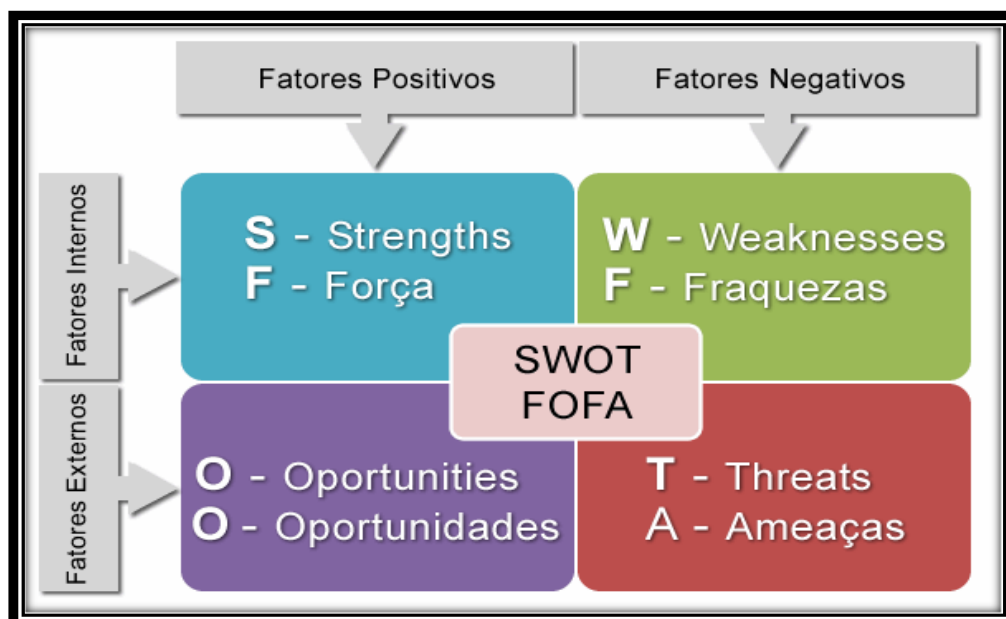 Fatores Positivos
Fatores Negativos
Fatores Internos
S - Strengths
F - Força
W - Weaknesses
F - Fraquezas
SWOT
FOFA
Fatores Externos
O - Oportunities
O - Oportunidades
T - Threats
A - Ameaças